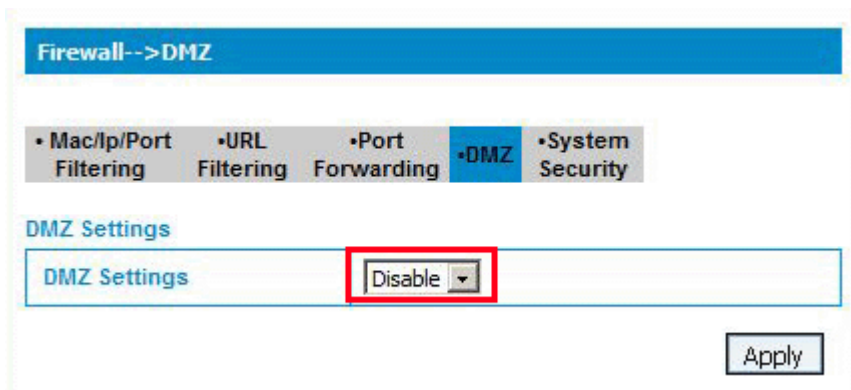 Firewall-->DMZ
• Mac/Ip/Port Filtering
•URL Filtering
•Port Forwarding
•DMZ
•System Security
DMZ Settings
DMZ Settings
Disable
Apply